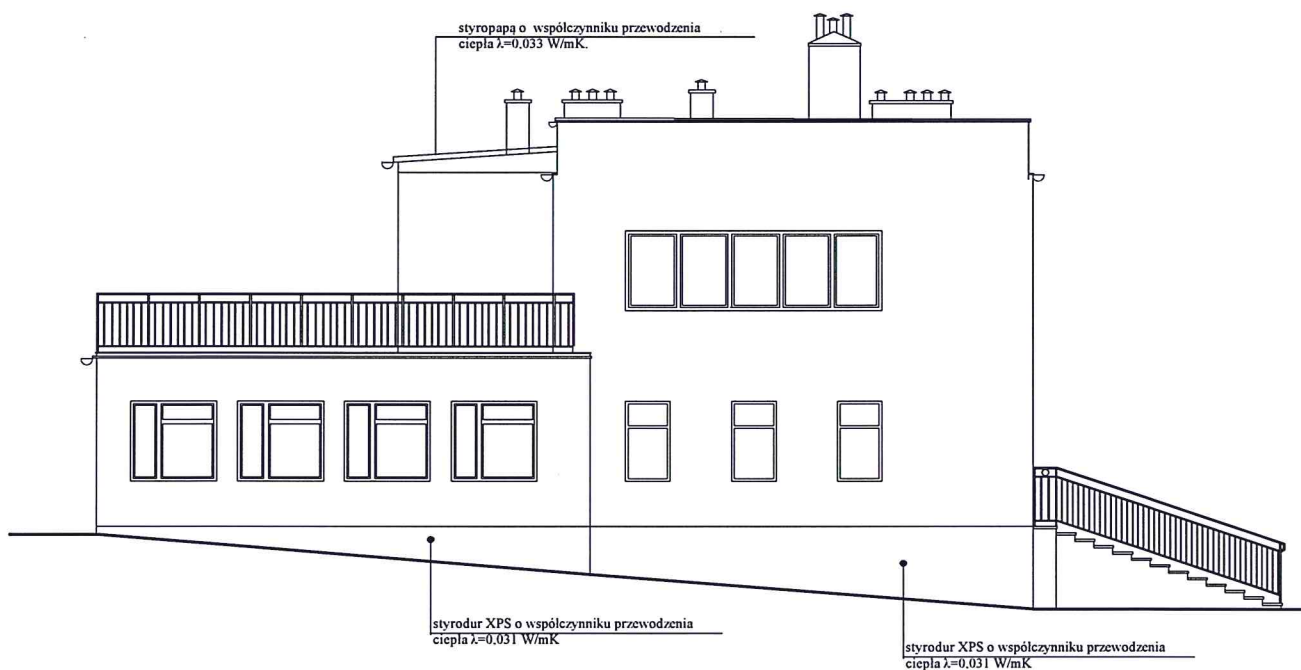 styropapą o współczynniku przewodzenia
ciepła λ=0,033 W/mK.
styrodur XPS o współczynniku przewodzenia
ciepła λ=0,031 W/mK
styrodur XPS o współczynniku przewodzenia
ciepła λ=0,031 W/mK